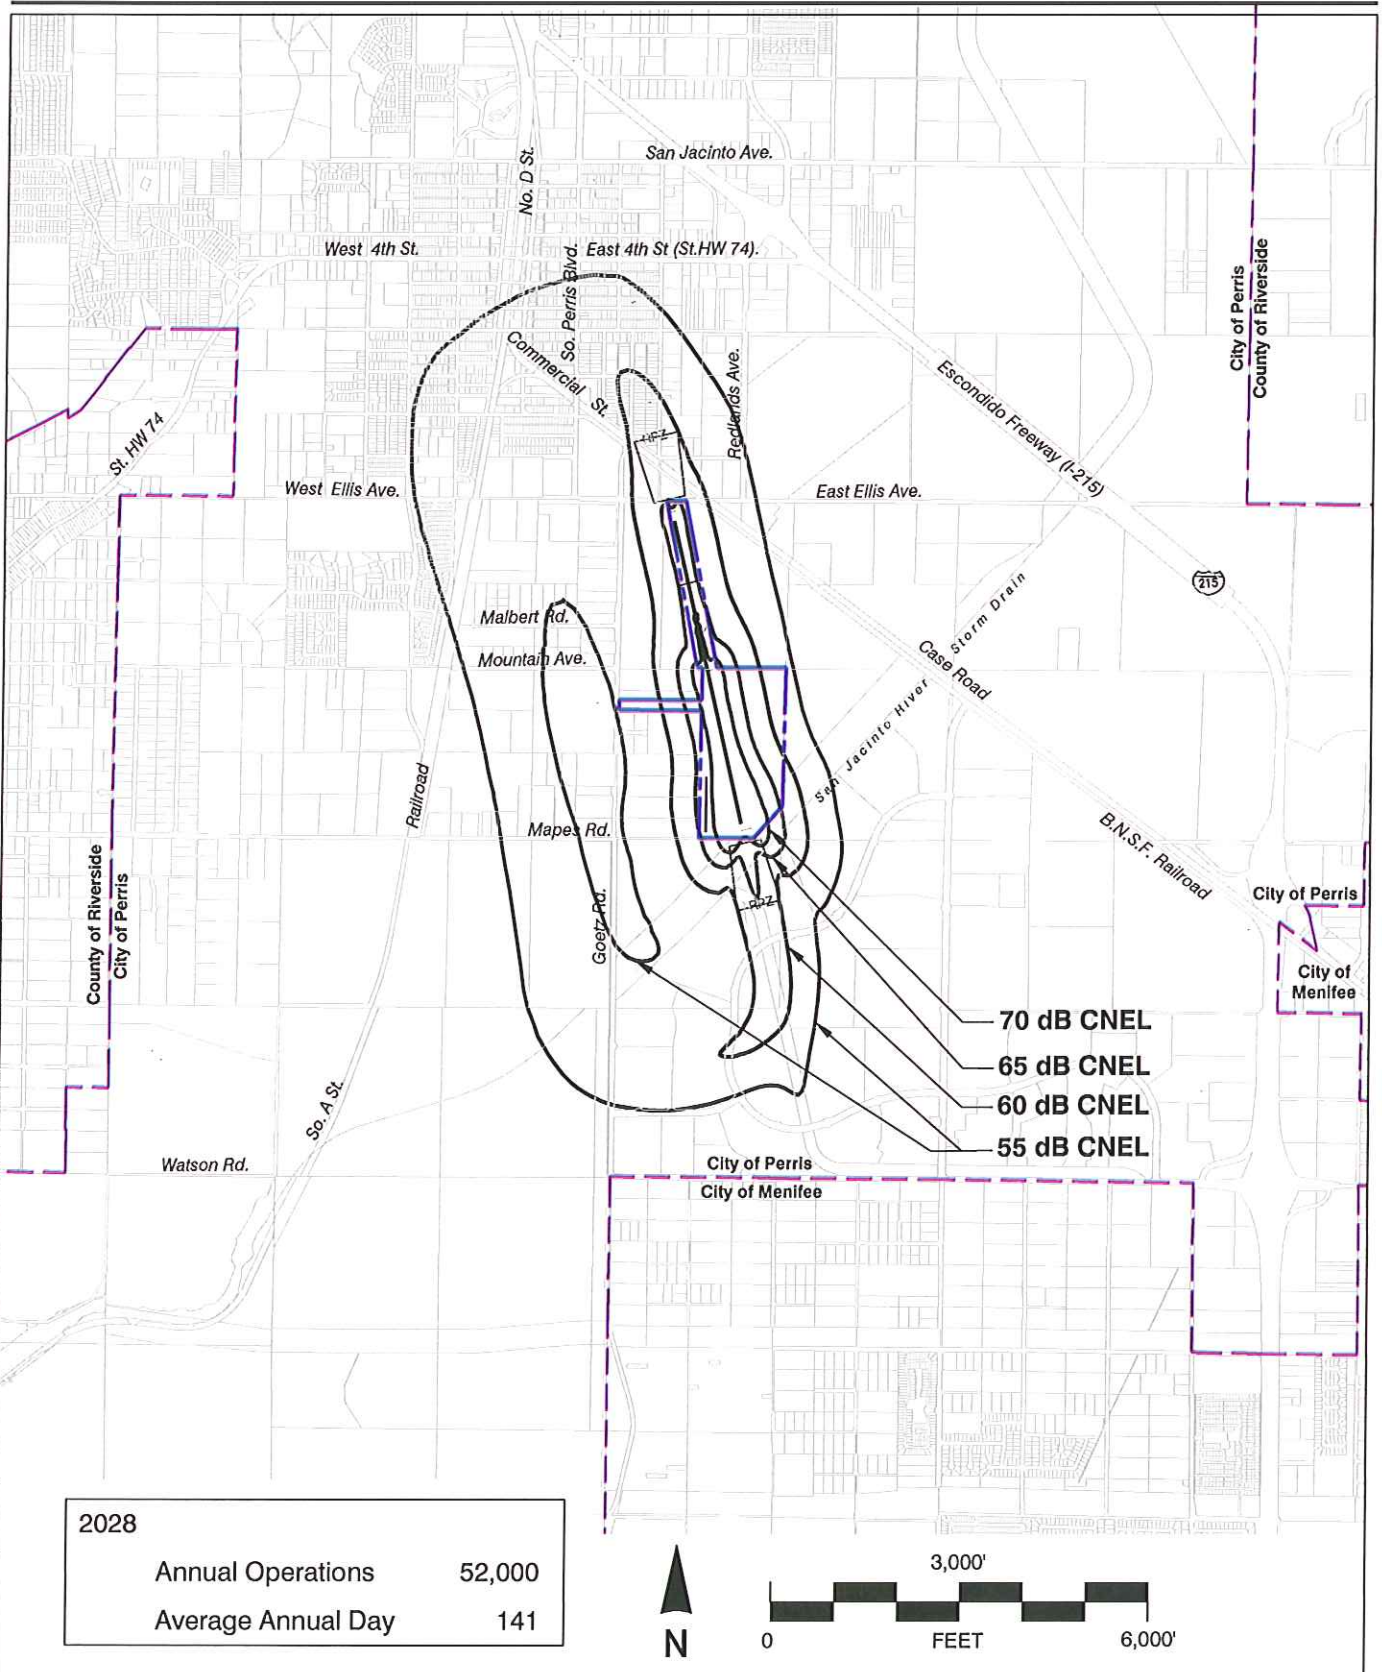 San Jacinto Ave.
No. D St.
West 4th St.
So. Perris Blvd.
East 4th St (St.HW 74).
City of Perris
County of Riverside
Commercial St.
Redlands Ave.
Escondido Freeway (I-215)
St. HW 74
RPZ
West Ellis Ave.
East Ellis Ave.
215
Malbert Rd.
Mountain Ave.
Storm Drain
Case Road
San Jacinto River
Railroad
Mapes Rd.
B.N.S.F. Railroad
County of Riverside
City of Perris
Goetz Rd.
RPZ
City of Perris
City of
Menifee
70 dB CNEL
65 dB CNEL
60 dB CNEL
55 dB CNEL
So. A St.
Watson Rd.
City of Perris
City of Menifee
2028
Annual Operations 52,000
Average Annual Day 141
N
3,000'
0 FEET 6,000'